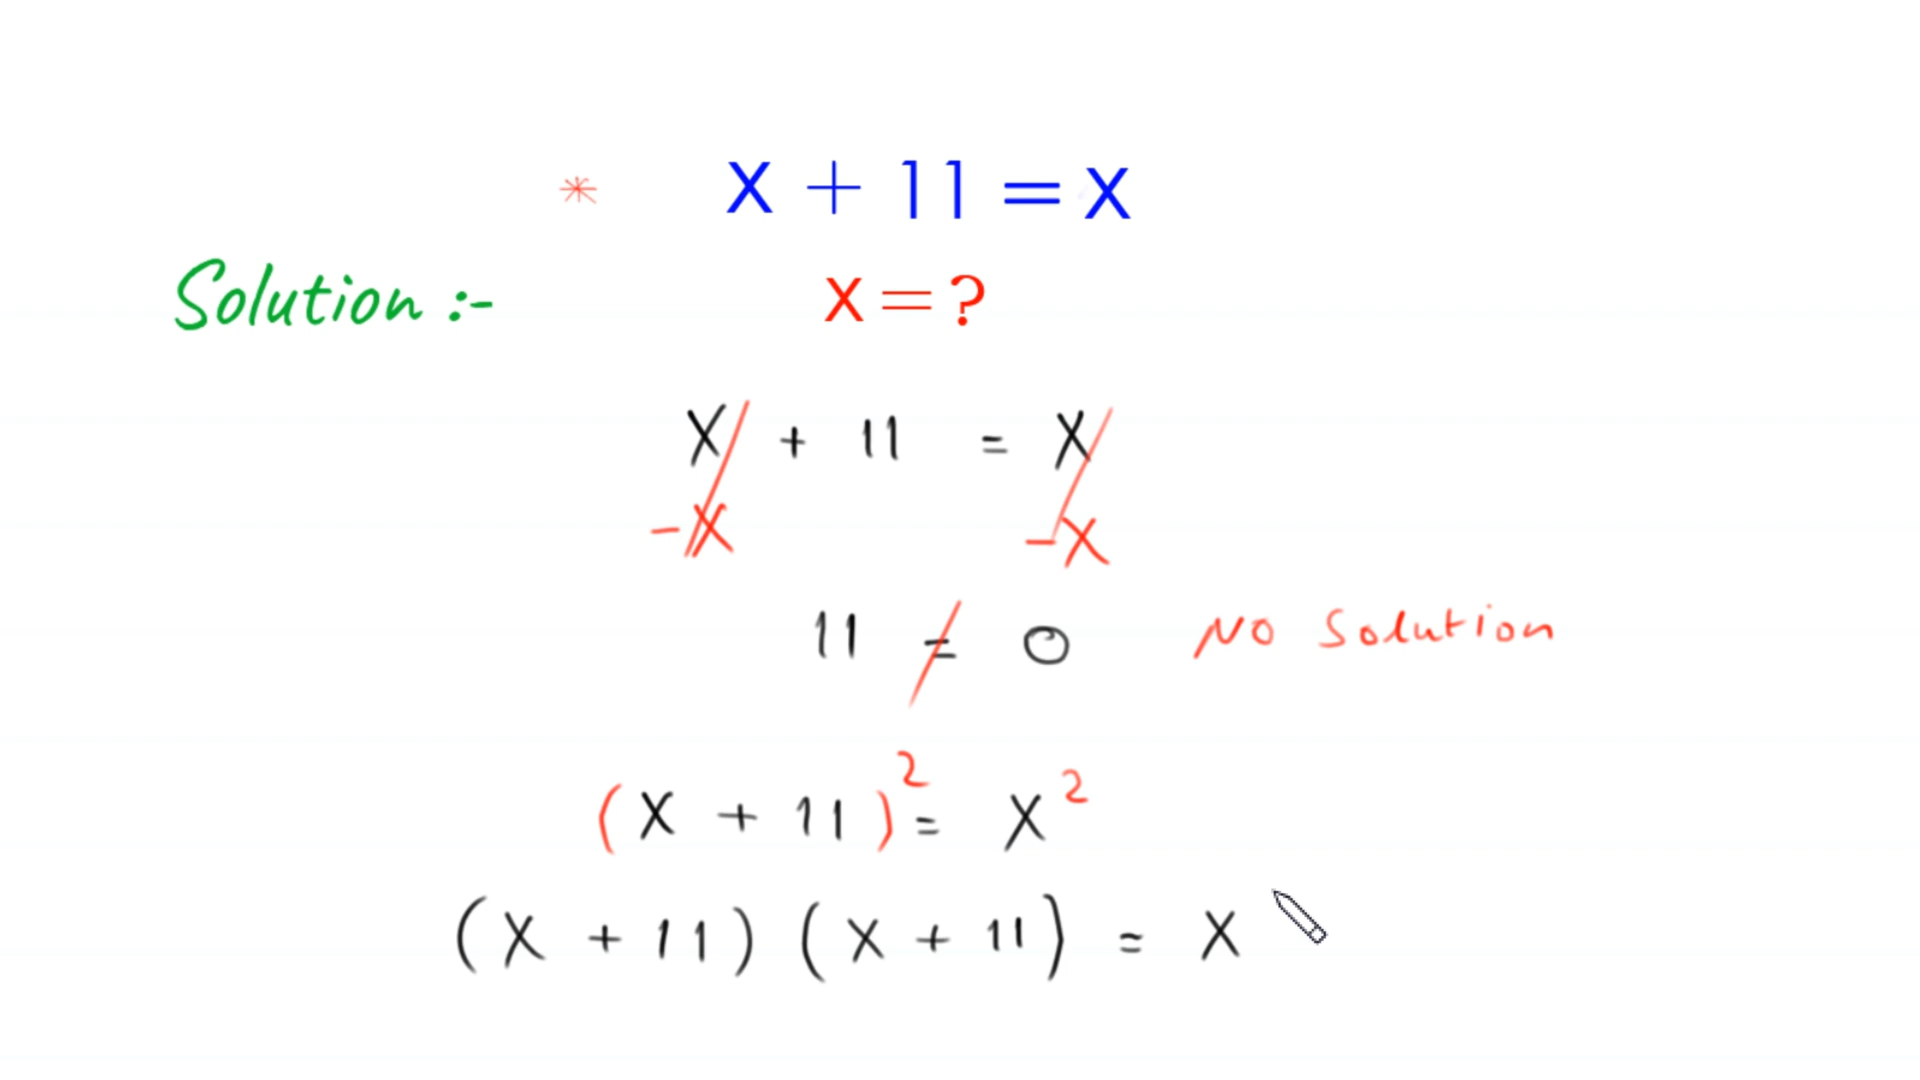 * x + 11 = x
Solution :- x = ?
X + 11 = X
-X -X
11 ≠ 0 NO Solution
(X + 11)² = X²
(X + 11) (X + 11) = X